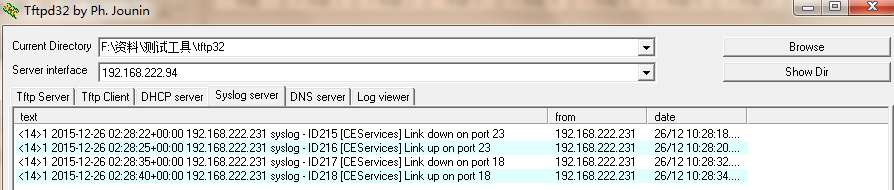 Tftpd32 by Ph. Jounin
Current Directory F:\资料\测试工具\tftp32 Browse
Server interface 192.168.222.94 Show Dir
Tftp Server Tftp Client DHCP server Syslog server DNS server Log viewer
text from date
<14>1 2015-12-26 02:28:22+00:00 192.168.222.231 syslog - ID215 [CEServices] Link down on port 23 192.168.222.231 26/12 10:28:18....
<14>1 2015-12-26 02:28:25+00:00 192.168.222.231 syslog - ID216 [CEServices] Link up on port 23 192.168.222.231 26/12 10:28:20....
<14>1 2015-12-26 02:28:35+00:00 192.168.222.231 syslog - ID217 [CEServices] Link down on port 18 192.168.222.231 26/12 10:28:32....
<14>1 2015-12-26 02:28:40+00:00 192.168.222.231 syslog - ID218 [CEServices] Link up on port 18 192.168.222.231 26/12 10:28:34....